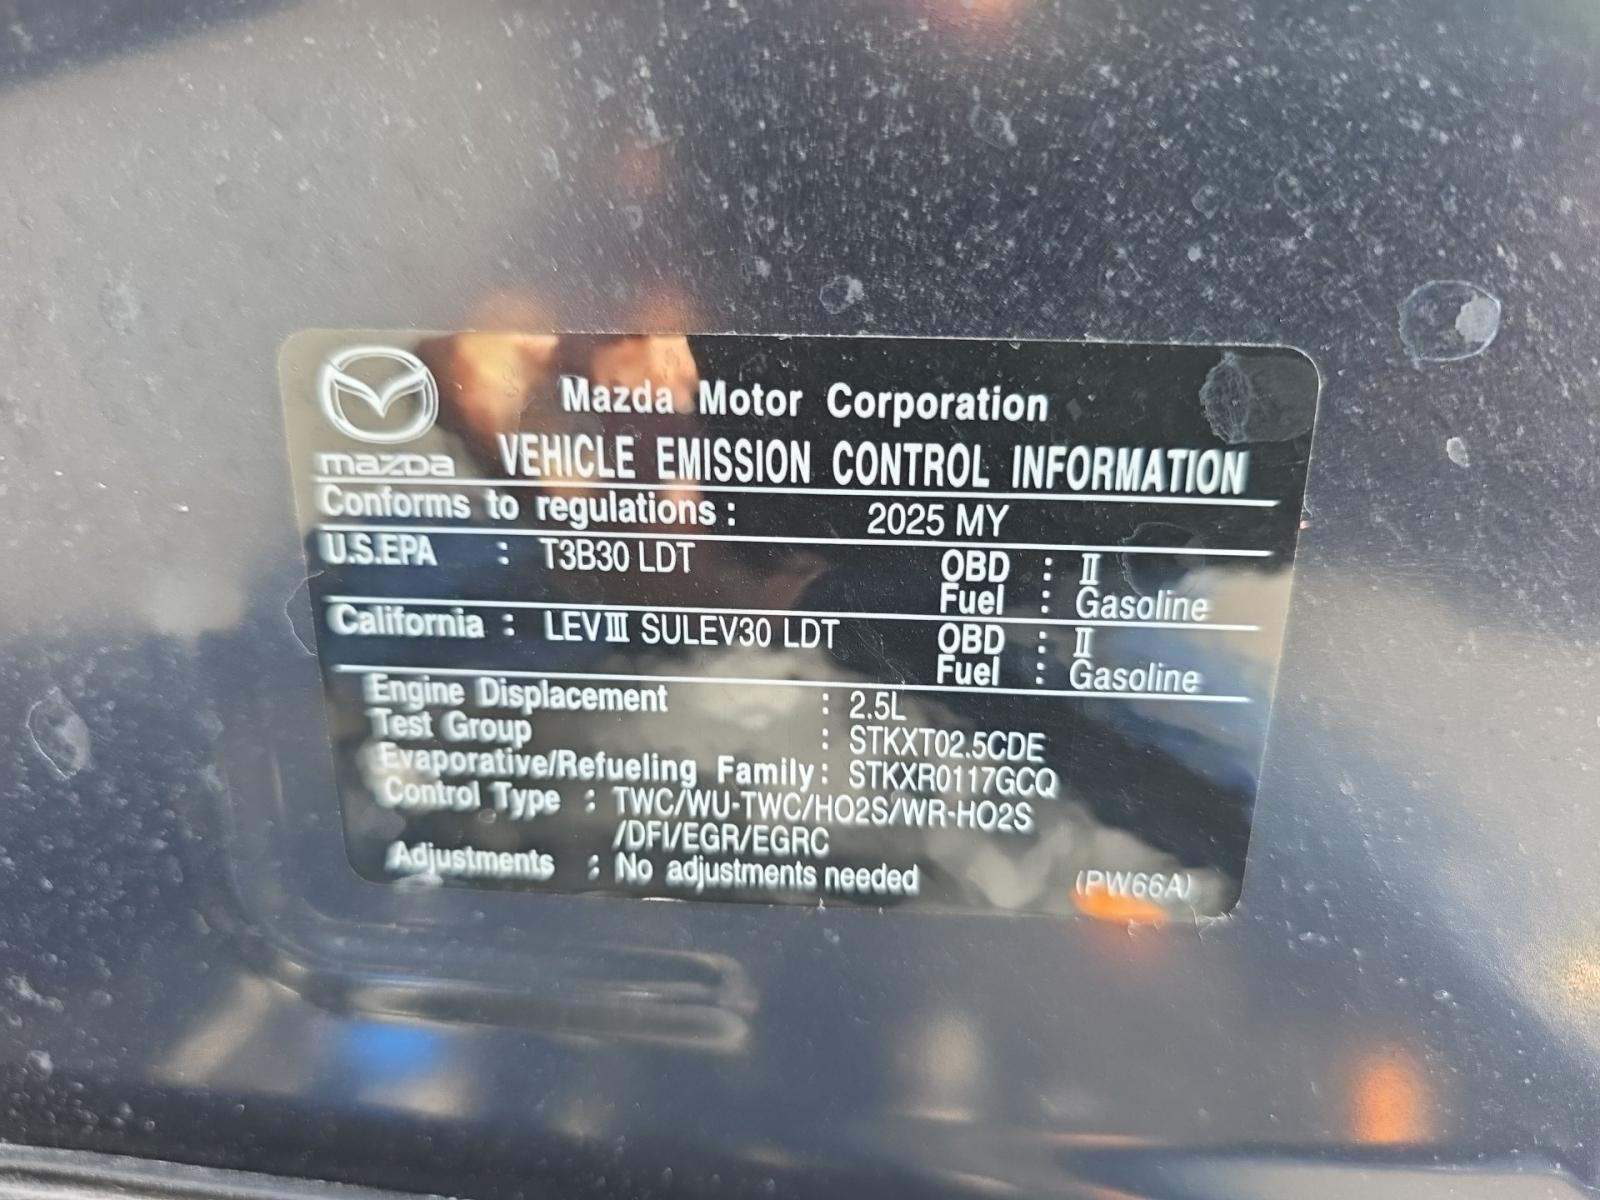 Mazda Motor Corporation
mazda VEHICLE EMISSION CONTROL INFORMATION
Conforms to regulations : 2025 MY
U.S.EPA : T3B30 LDT OBD : II
Fuel : Gasoline
California : LEVIII SULEV30 LDT OBD : II
Fuel : Gasoline
Engine Displacement : 2.5L
Test Group : STKXT02.5CDE
Evaporative/Refueling Family : STKXR0117GCQ
Control Type : TWC/WU-TWC/HO2S/WR-HO2S
/DFI/EGR/EGRC
Adjustments : No adjustments needed (PW66A)